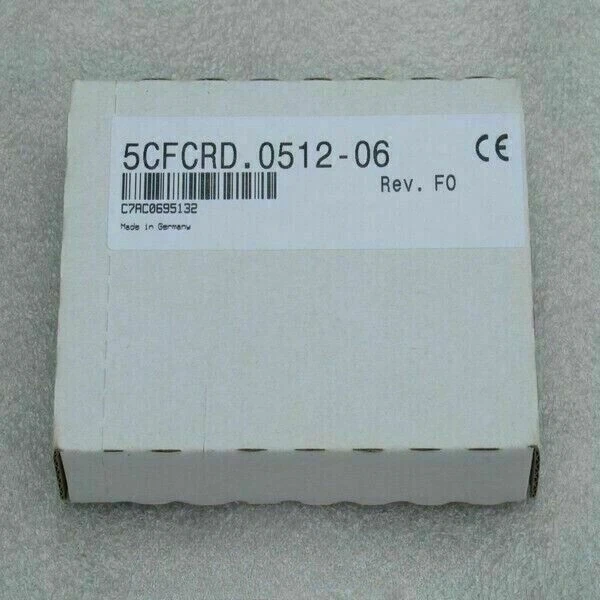 5CFCRD.0512-06 CE
Rev. F0
C7AC0695132
Made in Germany